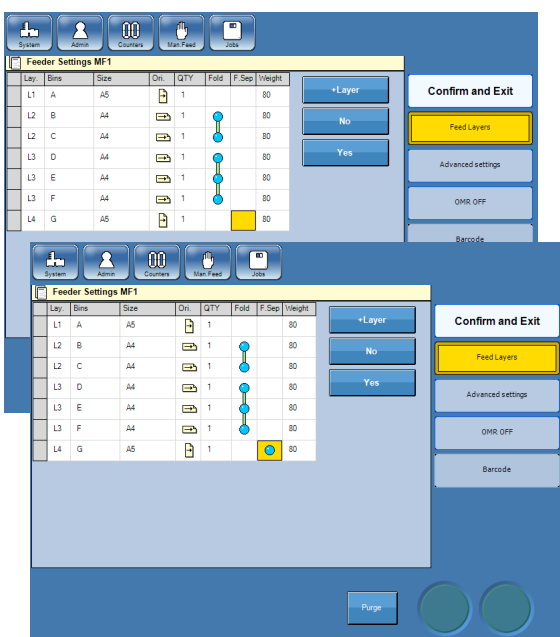 System Admin Counters Man.Feed Jobs
Feeder Settings MF1
Lay. Bins Size Ori. QTY Fold F.Sep Weight
L1 A A5 1 80
L2 B A4 1 80
L2 C A4 1 80
L3 D A4 1 80
L3 E A4 1 80
L3 F A4 1 80
L4 G A5 1 80
+Layer
No
Yes
Confirm and Exit
Feed Layers
Advanced settings
OMR OFF
Barcode
System Admin Counters Man.Feed Jobs
Feeder Settings MF1
Lay. Bins Size Ori. QTY Fold F.Sep Weight
L1 A A5 1 80
L2 B A4 1 80
L2 C A4 1 80
L3 D A4 1 80
L3 E A4 1 80
L3 F A4 1 80
L4 G A5 1 80
+Layer
No
Yes
Confirm and Exit
Feed Layers
Advanced settings
OMR OFF
Barcode
Purge